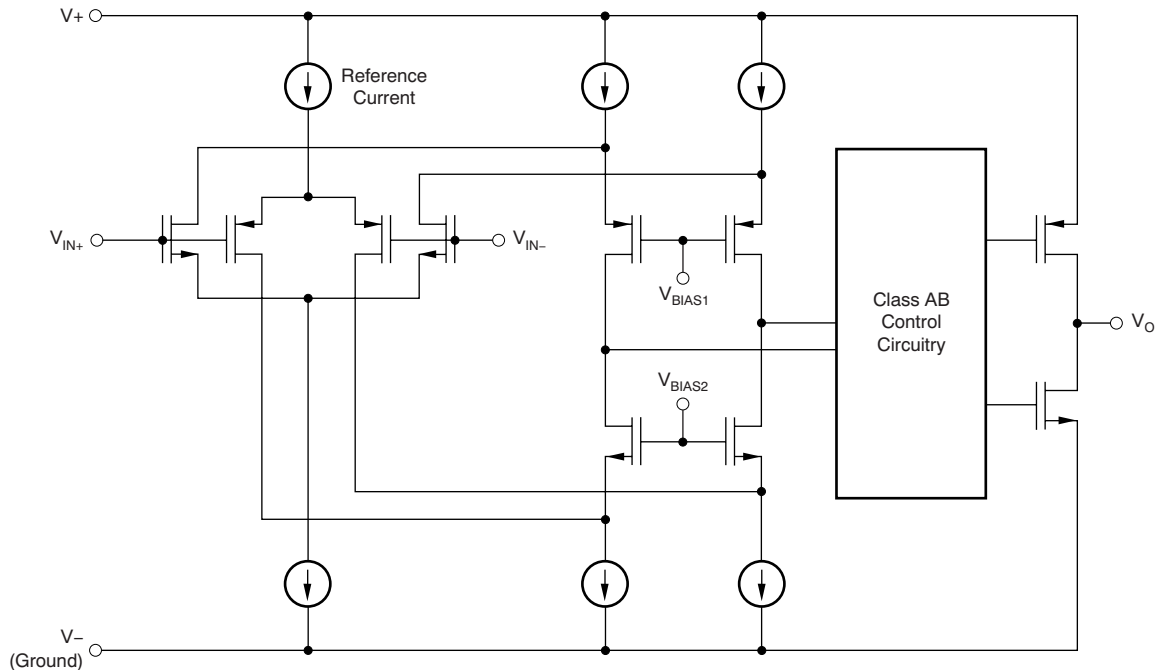 V+
Reference
Current
VIN+
VIN−
VBIAS1
Class AB
Control
Circuitry
VO
VBIAS2
V−
(Ground)